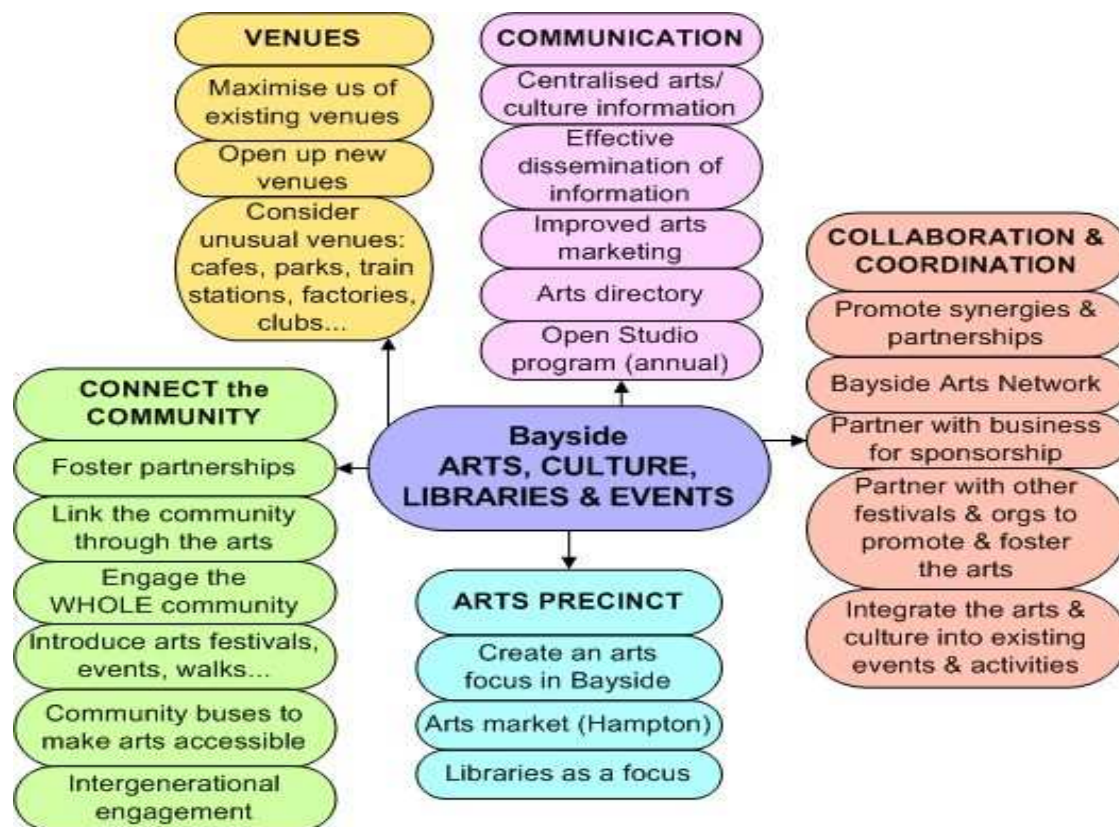 VENUES
Maximise us of
existing venues
Open up new
venues
Consider
unusual venues:
cafes, parks, train
stations, factories,
clubs...
COMMUNICATION
Centralised arts/
culture information
Effective
dissemination of
information
Improved arts
marketing
Arts directory
Open Studio
program (annual)
COLLABORATION &
COORDINATION
Promote synergies &
partnerships
Bayside Arts Network
Partner with business
for sponsorship
Partner with other
festivals & orgs to
promote & foster
the arts
Integrate the arts &
culture into existing
events & activities
CONNECT the
COMMUNITY
Foster partnerships
Link the community
through the arts
Engage the
WHOLE community
Introduce arts festivals,
events, walks...
Community buses to
make arts accessible
Intergenerational
engagement
Bayside
ARTS, CULTURE,
LIBRARIES & EVENTS
ARTS PRECINCT
Create an arts
focus in Bayside
Arts market (Hampton)
Libraries as a focus